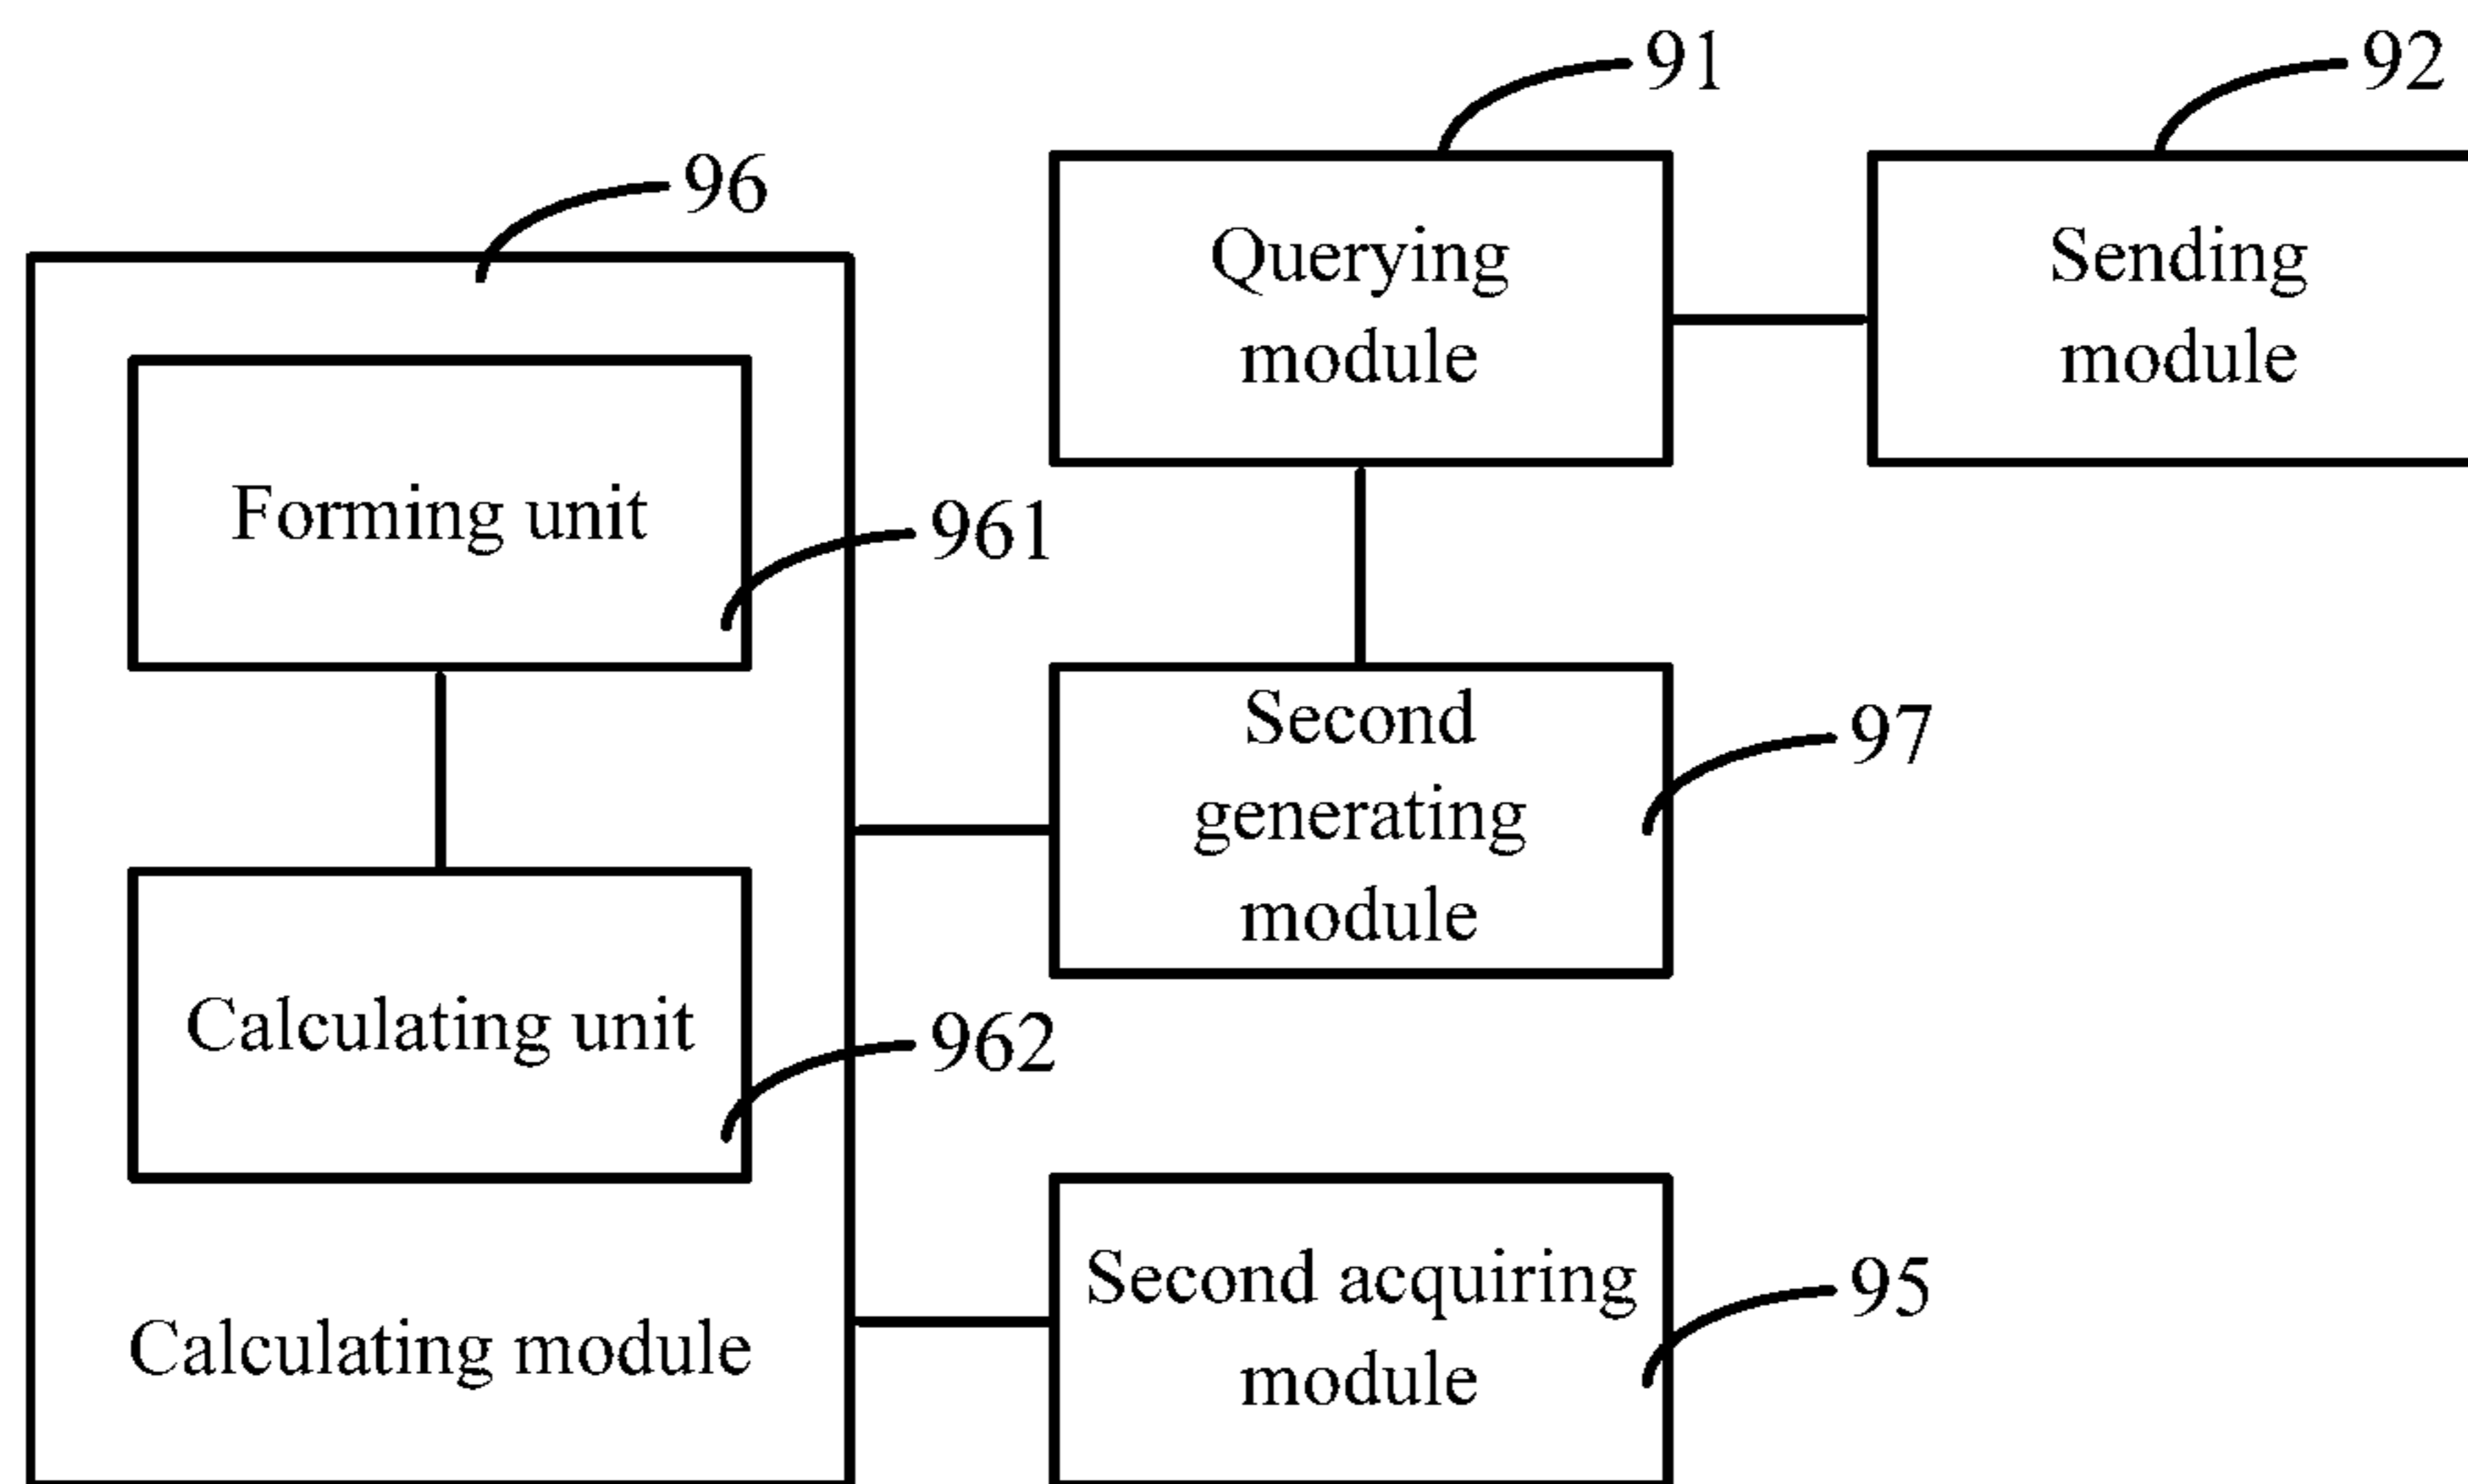 91
92
96
Querying
module
Sending
module
Forming unit
961
Second
generating
module
97
Calculating unit
962
Second acquiring
module
95
Calculating module